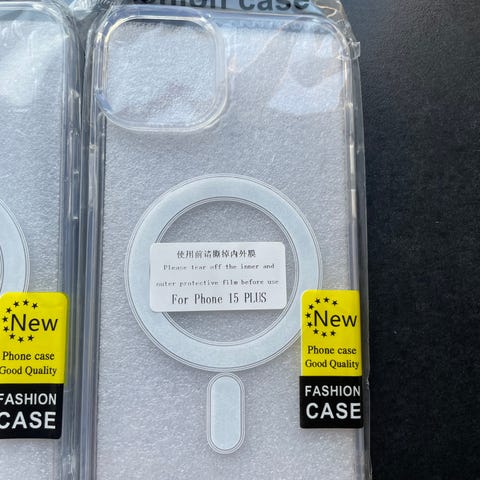 case
使用前请撕掉内外膜
Please tear off the inner and
outer protective film before use
For Phone 15 PLUS
New
Phone case
Good Quality
FASHION
CASE
New
Phone case
Good Quality
FASHION
CASE